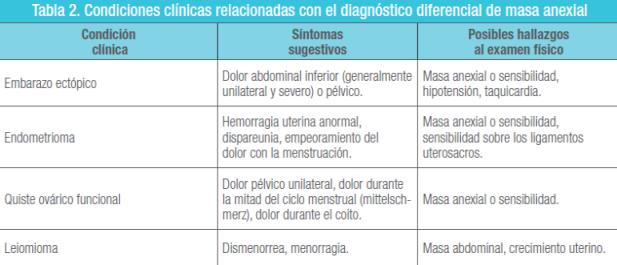 Tabla 2. Condiciones clínicas relacionadas con el diagnóstico diferencial de masa anexial
Condición
clínica
Síntomas
sugestivos
Posibles hallazgos
al examen físico
Embarazo ectópico
Dolor abdominal inferior (generalmente
unilateral y severo) o pélvico.
Masa anexial o sensibilidad,
hipotensión, taquicardia.
Endometrioma
Hemorragia uterina anormal,
dispareunia, empeoramiento del
dolor con la menstruación.
Masa anexial o sensibilidad,
sensibilidad sobre los ligamentos
uterosacros.
Quiste ovárico funcional
Dolor pélvico unilateral, dolor durante
la mitad del ciclo menstrual (mittelsch-
merz), dolor durante el coito.
Masa anexial o sensibilidad.
Leiomioma
Dismenorrea, menorragia.
Masa abdominal, crecimiento uterino.